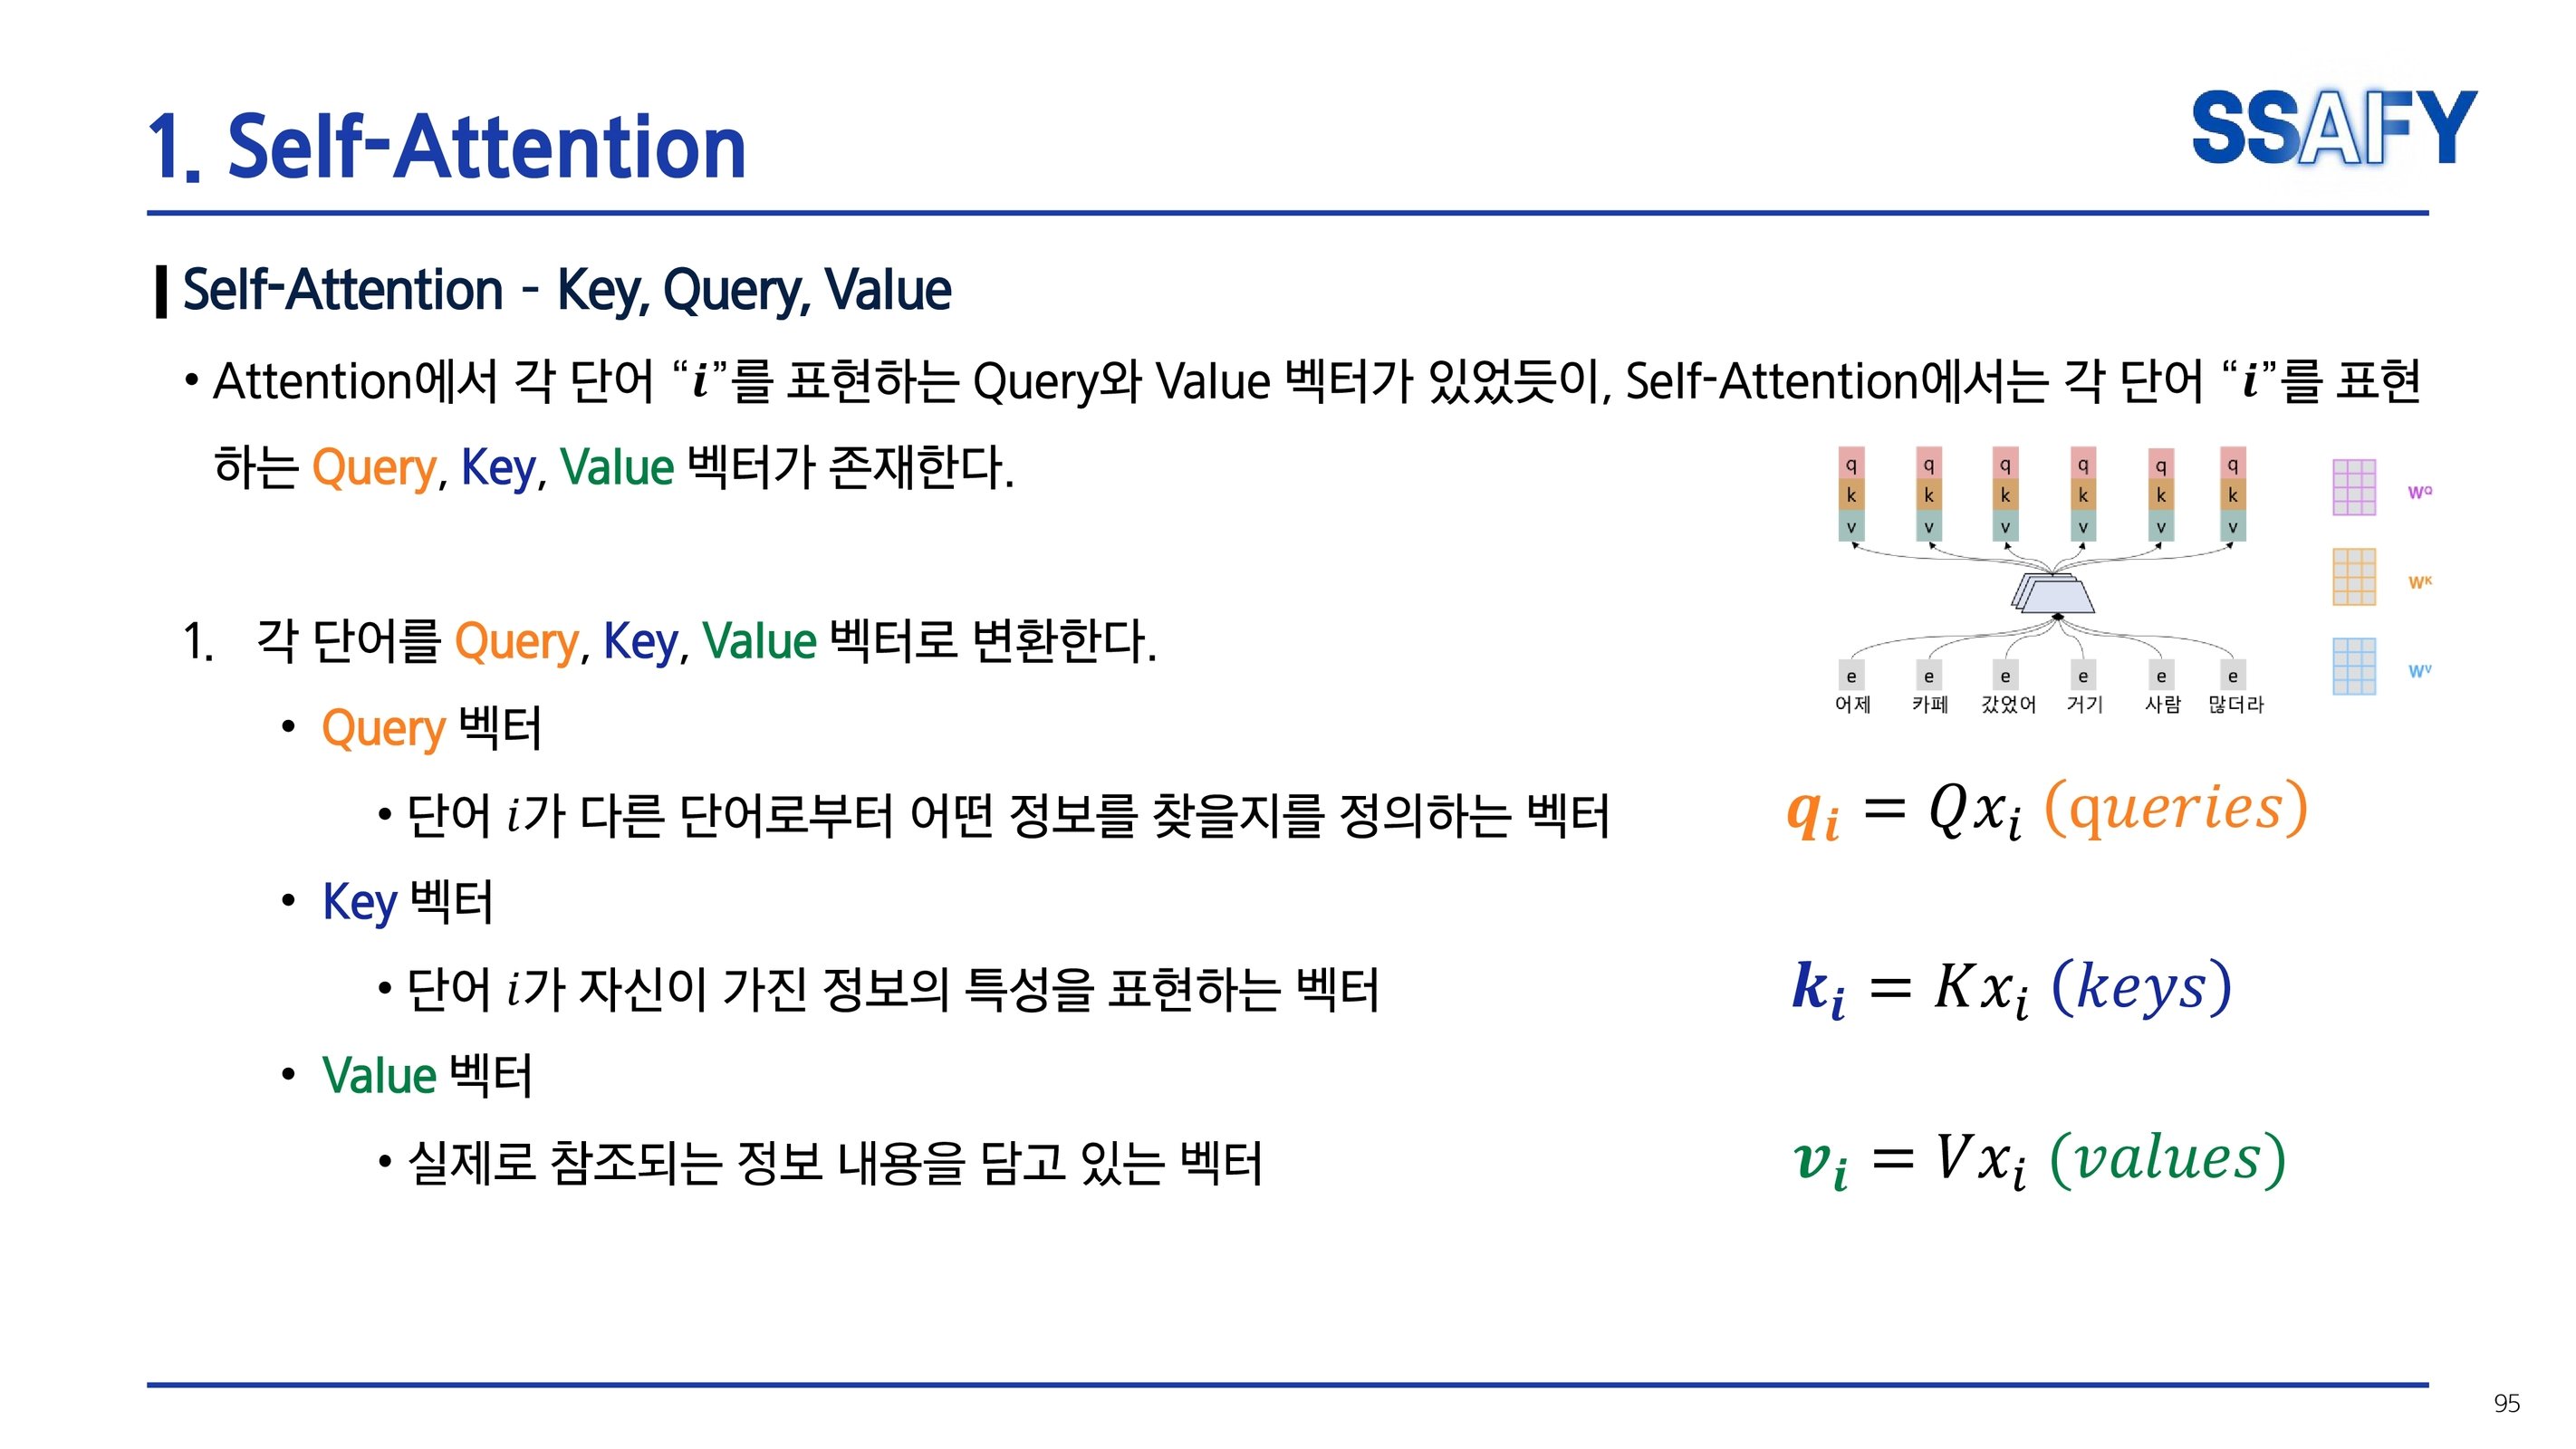 1. Self-Attention
SSAFY
Self-Attention - Key, Query, Value
• Attention에서 각 단어 “i”를 표현하는 Query와 Value 벡터가 있었듯이, Self-Attention에서는 각 단어 “i”를 표현
하는 Query, Key, Value 벡터가 존재한다.
q q q q q q
k k k k k k
v v v v v v
W^Q
W^K
W^V
e e e e e e
어제 카페 갔었어 거기 사람 많더라
1. 각 단어를 Query, Key, Value 벡터로 변환한다.
• Query 벡터
• 단어 i가 다른 단어로부터 어떤 정보를 찾을지를 정의하는 벡터
q_i = Qx_i (queries)
• Key 벡터
• 단어 i가 자신이 가진 정보의 특성을 표현하는 벡터
k_i = Kx_i (keys)
• Value 벡터
• 실제로 참조되는 정보 내용을 담고 있는 벡터
v_i = Vx_i (values)
95